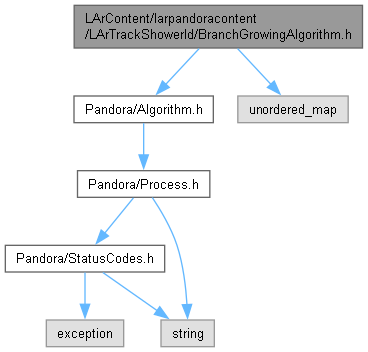 LArContent/larpandoracontent
/LArTrackShowerId/BranchGrowingAlgorithm.h
Pandora/Algorithm.h
unordered_map
Pandora/Process.h
Pandora/StatusCodes.h
exception
string